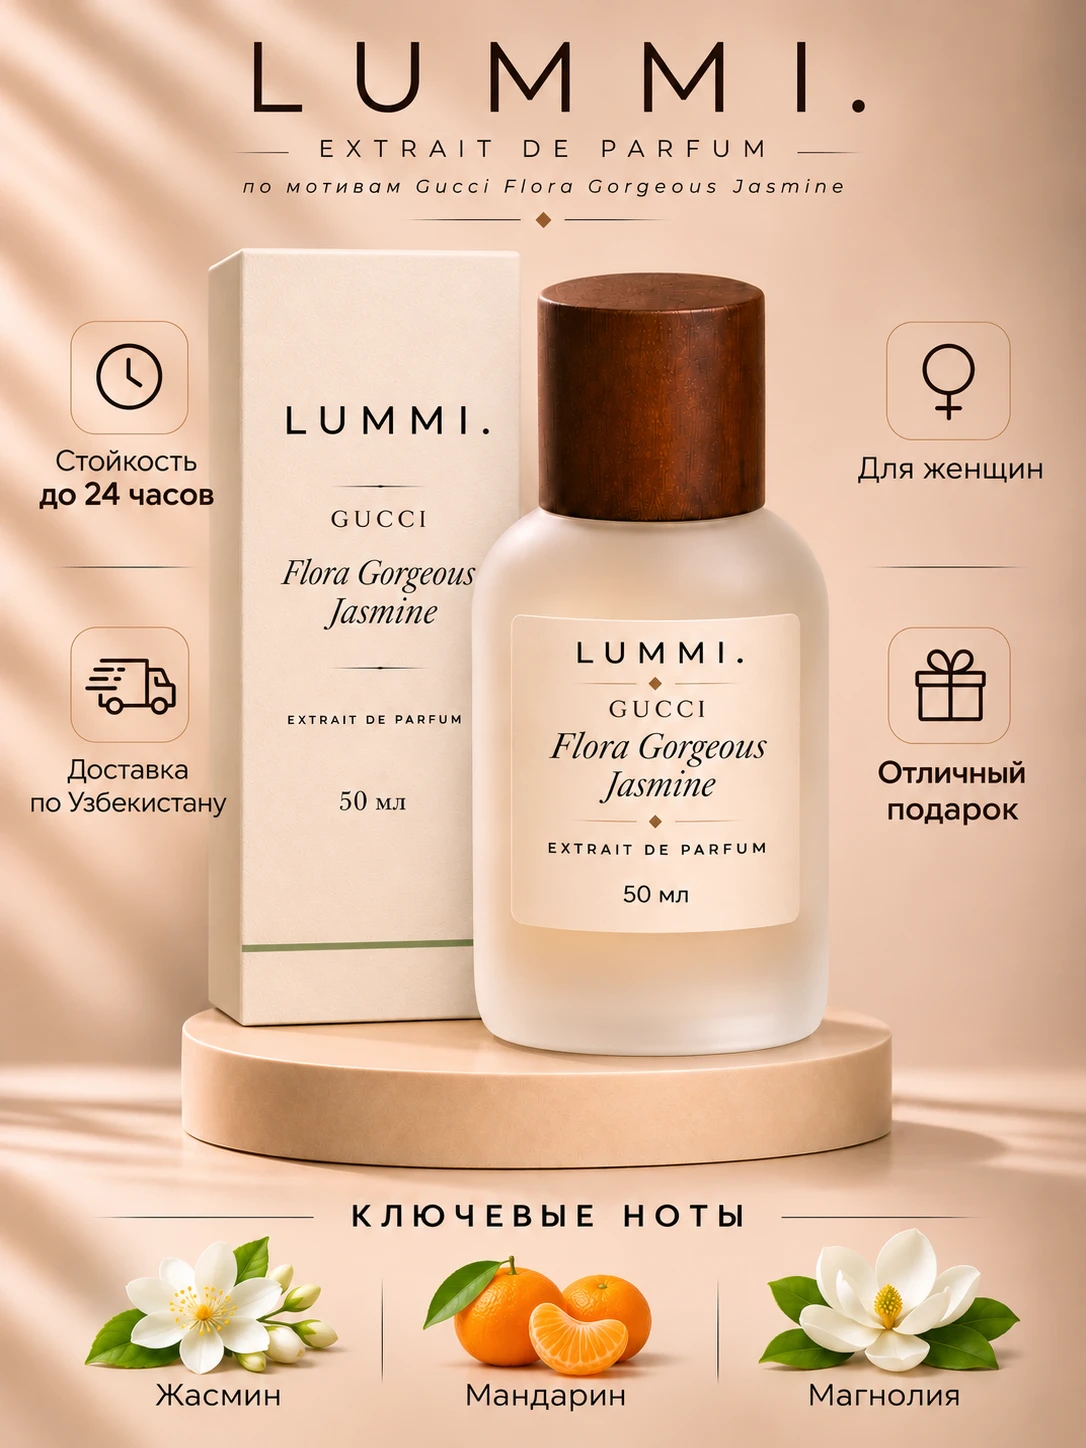 LUMMI.
EXTRAIT DE PARFUM
по мотивам Gucci Flora Gorgeous Jasmine
Стойкость
до 24 часов
Для женщин
Доставка
по Узбекистану
Отличный
подарок
LUMMI.
GUCCI
Flora Gorgeous
Jasmine
EXTRAIT DE PARFUM
50 мл
LUMMI.
GUCCI
Flora Gorgeous
Jasmine
EXTRAIT DE PARFUM
50 мл
КЛЮЧЕВЫЕ НОТЫ
Жасмин
Мандарин
Магнолия